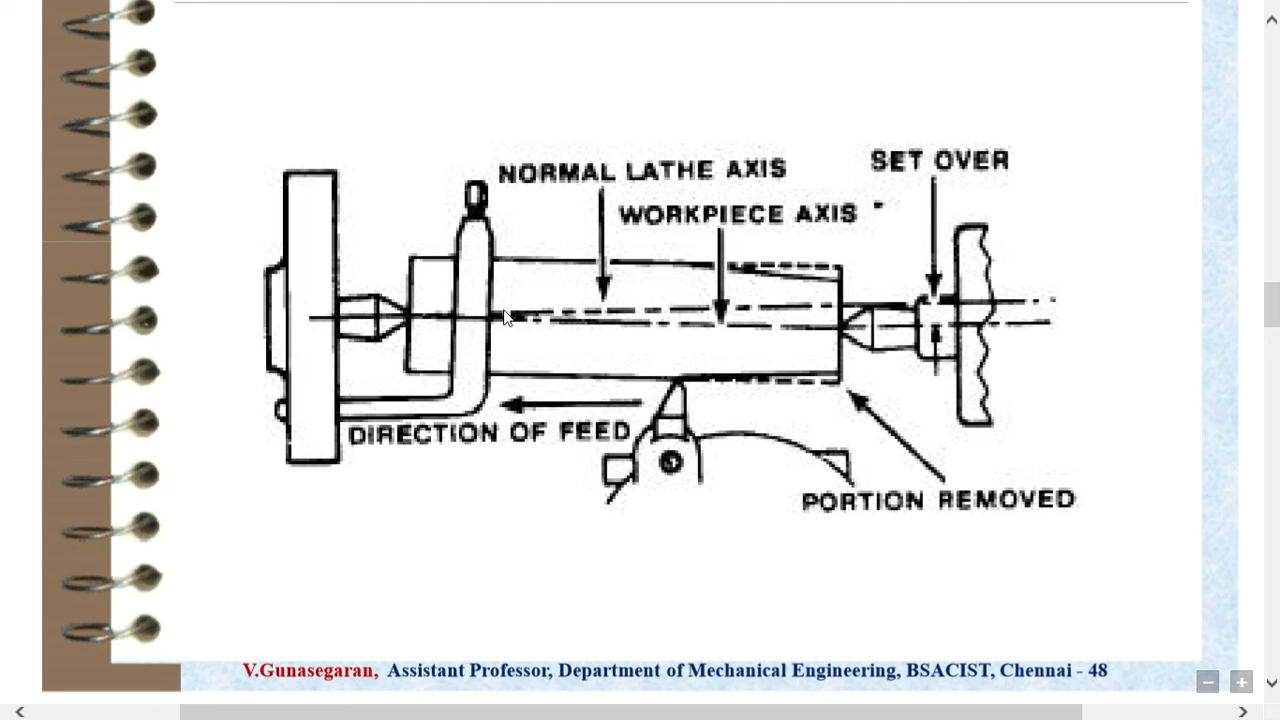 SET OVER
NORMAL LATHE AXIS
WORKPIECE AXIS
DIRECTION OF FEED
PORTION REMOVED
V.Gunasegaran, Assistant Professor, Department of Mechanical Engineering, BSACIST, Chennai - 48